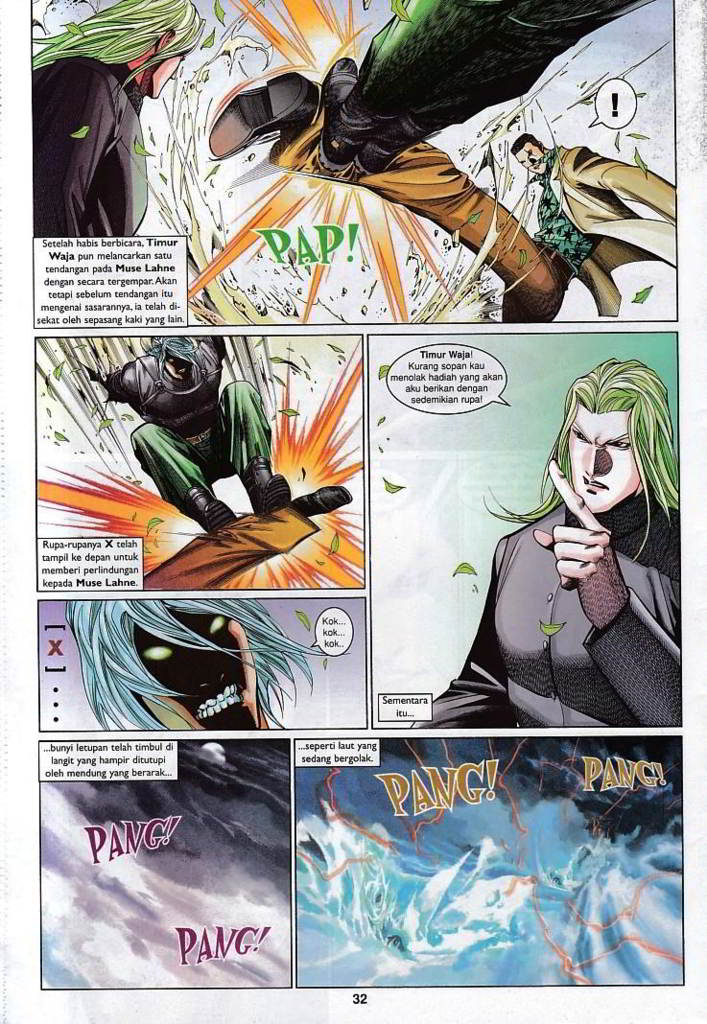 !
PAP!
Setelah habis berbicara, Timur
Waja pun melancarkan satu
tendangan pada Muse Lahne
dengan secara tergempar. Akan
tetapi sebelum tendangan itu
mengenai sasarannya, ia telah di-
sekat oleh sepasang kaki yang lain.
Rupa-rupanya X telah
tampil ke depan untuk
memberi perlindungan
kepada Muse Lahne.
Timur Waja!
Kurang sopan kau
menolak hadiah yang akan
aku berikan dengan
sedemikian rupa!
[X]...
Kok...
kok...
kok..
Sementara
itu...
...bunyi letupan telah timbul di
langit yang hampir ditutupi
oleh mendung yang berarak...
PANG!
PANG!
...seperti laut yang
sedang bergolak.
PANG!
PANG!
32